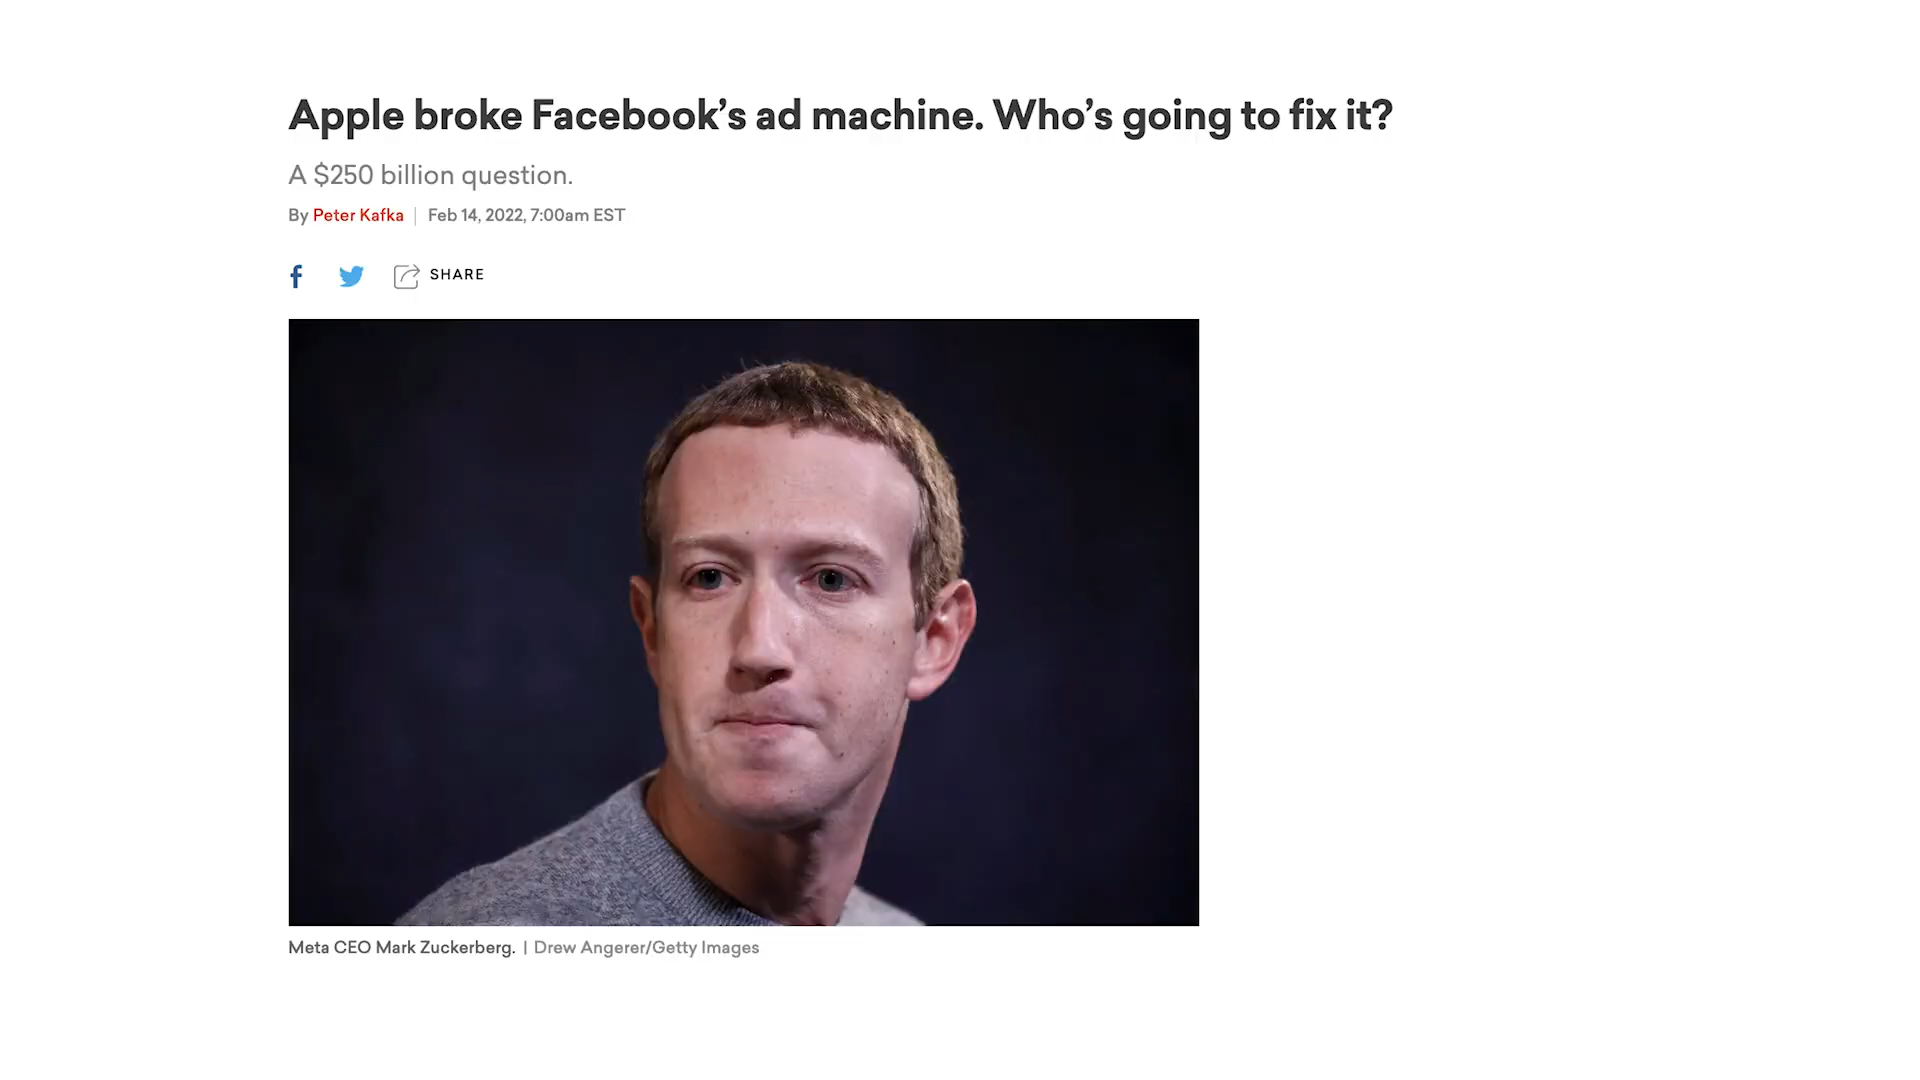 Apple broke Facebook’s ad machine. Who’s going to fix it?
A $250 billion question.
By Peter Kafka | Feb 14, 2022, 7:00am EST
f SHARE
Meta CEO Mark Zuckerberg. | Drew Angerer/Getty Images